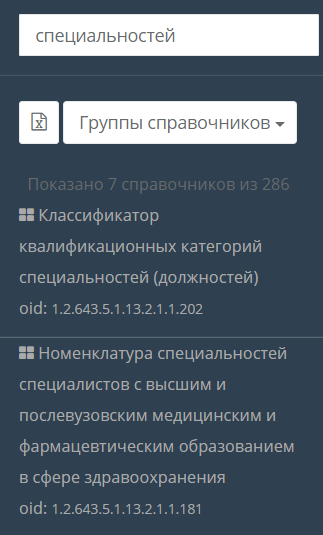 специальностей
Группы справочников
Показано 7 справочников из 286
Классификатор
квалификационных категорий
специальностей (должностей)
oid: 1.2.643.5.1.13.2.1.1.202
Номенклатура специальностей
специалистов с высшим и
послевузовским медицинским и
фармацевтическим образованием
в сфере здравоохранения
oid: 1.2.643.5.1.13.2.1.1.181